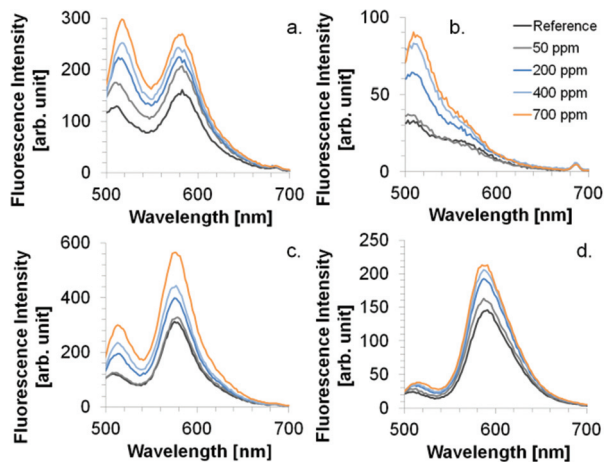 300
200
100
0
500
600
700
Fluorescence Intensity
[arb. unit]
Wavelength [nm]
a.
100
50
0
500
600
700
Fluorescence Intensity
[arb. unit]
Wavelength [nm]
b.
Reference
50 ppm
200 ppm
400 ppm
700 ppm
600
400
200
0
500
600
700
Fluorescence Intensity
[arb. unit]
Wavelength [nm]
c.
250
200
150
100
50
0
500
600
700
Fluorescence Intensity
[arb. unit]
Wavelength [nm]
d.